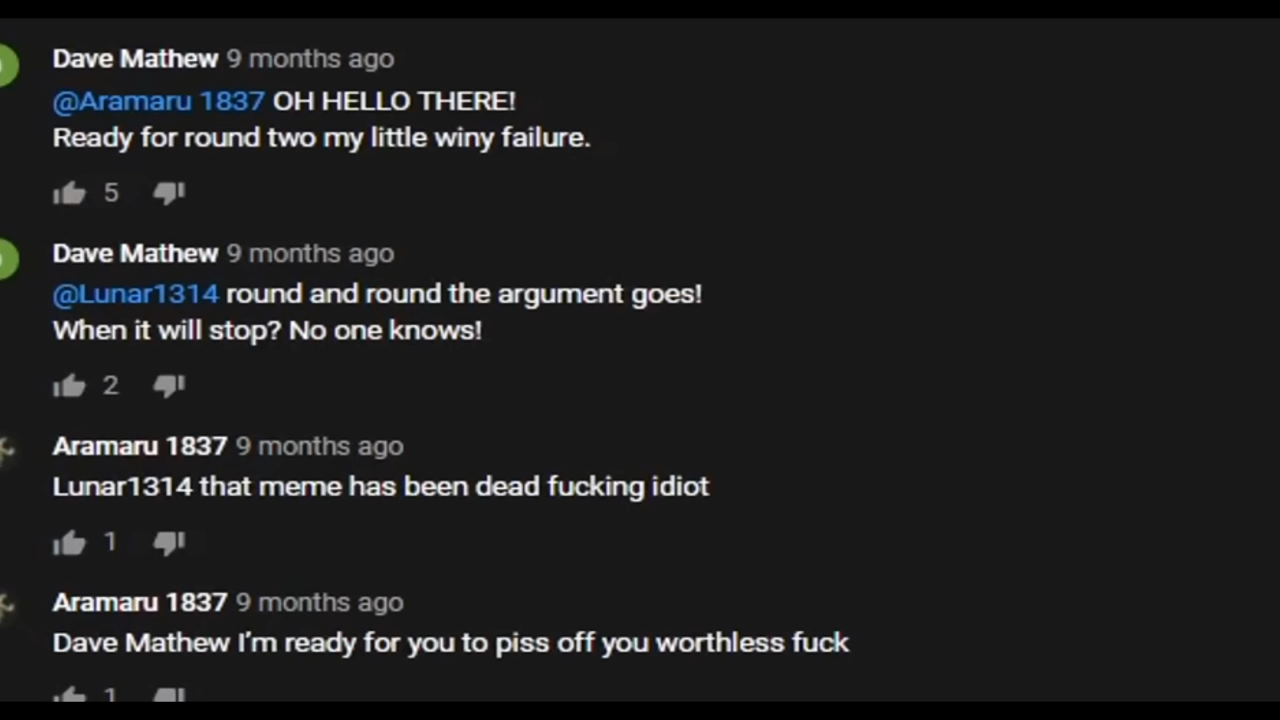 Dave Mathew 9 months ago
@Aramaru 1837 OH HELLO THERE!
Ready for round two my little winy failure.
5
Dave Mathew 9 months ago
@Lunar1314 round and round the argument goes!
When it will stop? No one knows!
2
Aramaru 1837 9 months ago
Lunar1314 that meme has been dead fucking idiot
1
Aramaru 1837 9 months ago
Dave Mathew I'm ready for you to piss off you worthless fuck
1